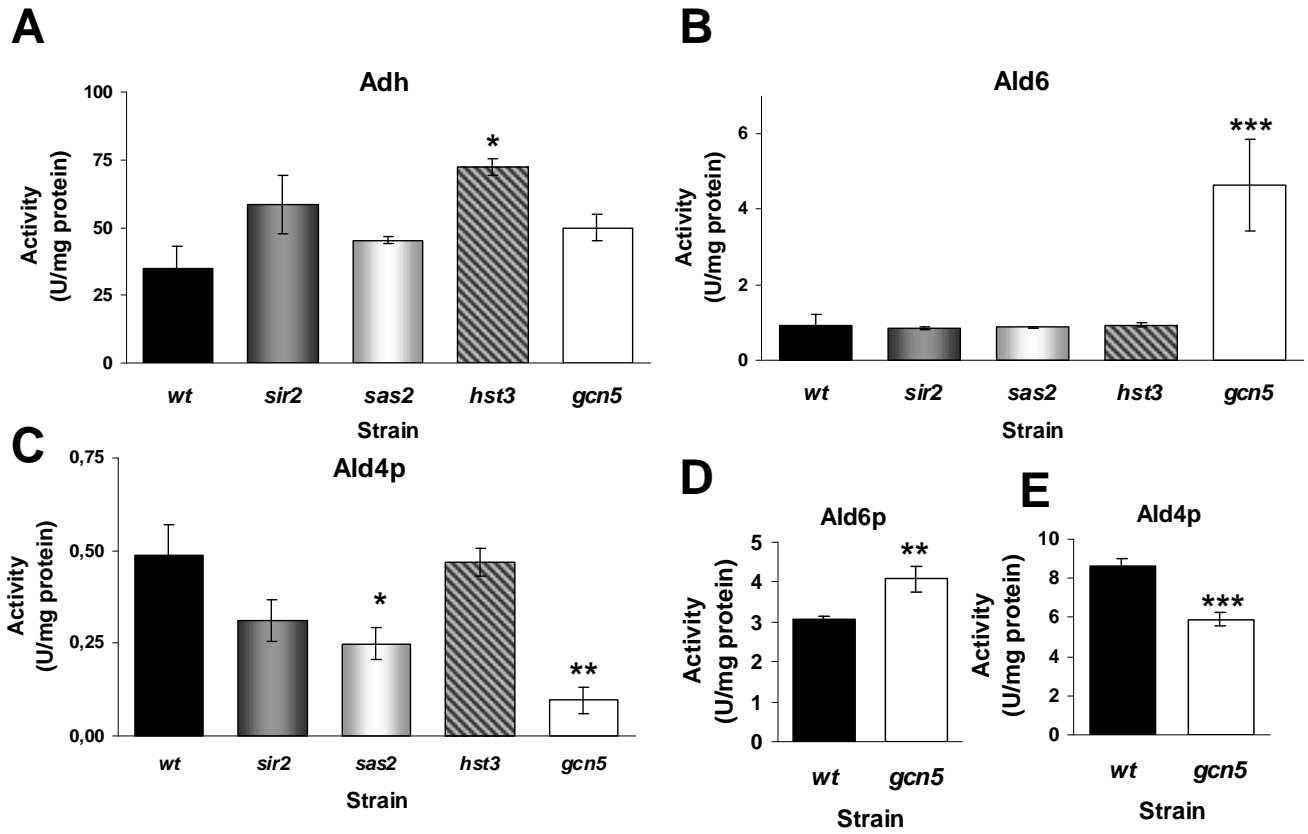 A
Adh
Activity
(U/mg protein)
100
75
50
25
0
*
wt sir2 sas2 hst3 gcn5
Strain
B
Ald6
Activity
(U/mg protein)
6
4
2
0
***
wt sir2 sas2 hst3 gcn5
Strain
C
Ald4p
Activity
(U/mg protein)
0,75
0,50
0,25
0,00
*
**
wt sir2 sas2 hst3 gcn5
Strain
D
Ald6p
Activity
(U/mg protein)
5
4
3
2
1
0
**
wt gcn5
Strain
E
Ald4p
Activity
(U/mg protein)
10
8
6
4
2
0
***
wt gcn5
Strain